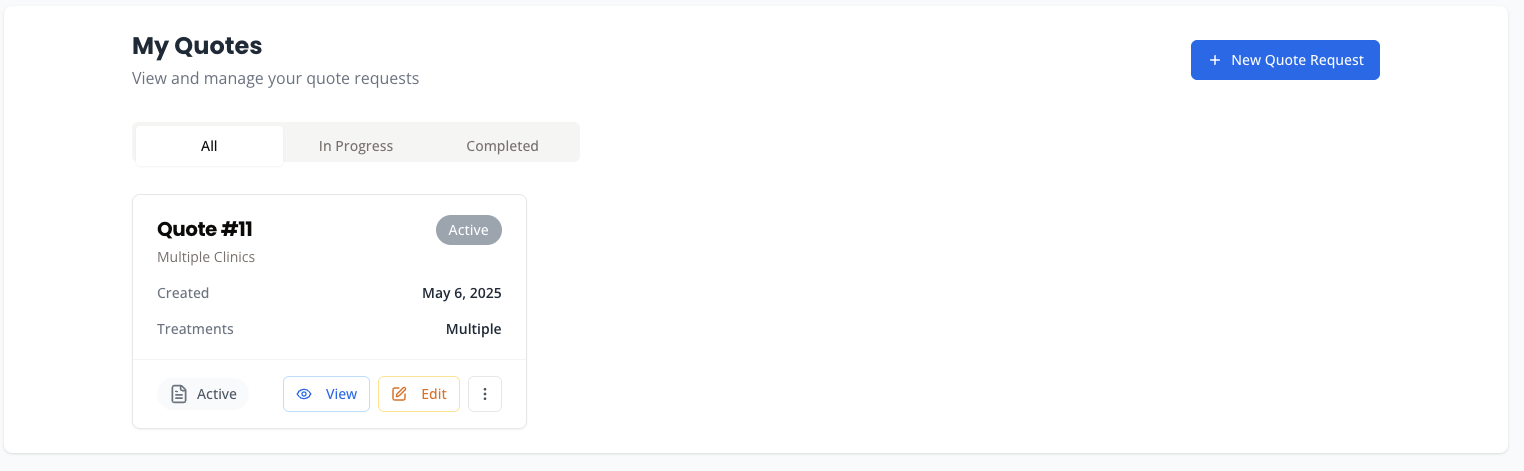 My Quotes
View and manage your quote requests
+ New Quote Request
All
In Progress
Completed
Quote #11
Active
Multiple Clinics
Created
May 6, 2025
Treatments
Multiple
Active
View
Edit